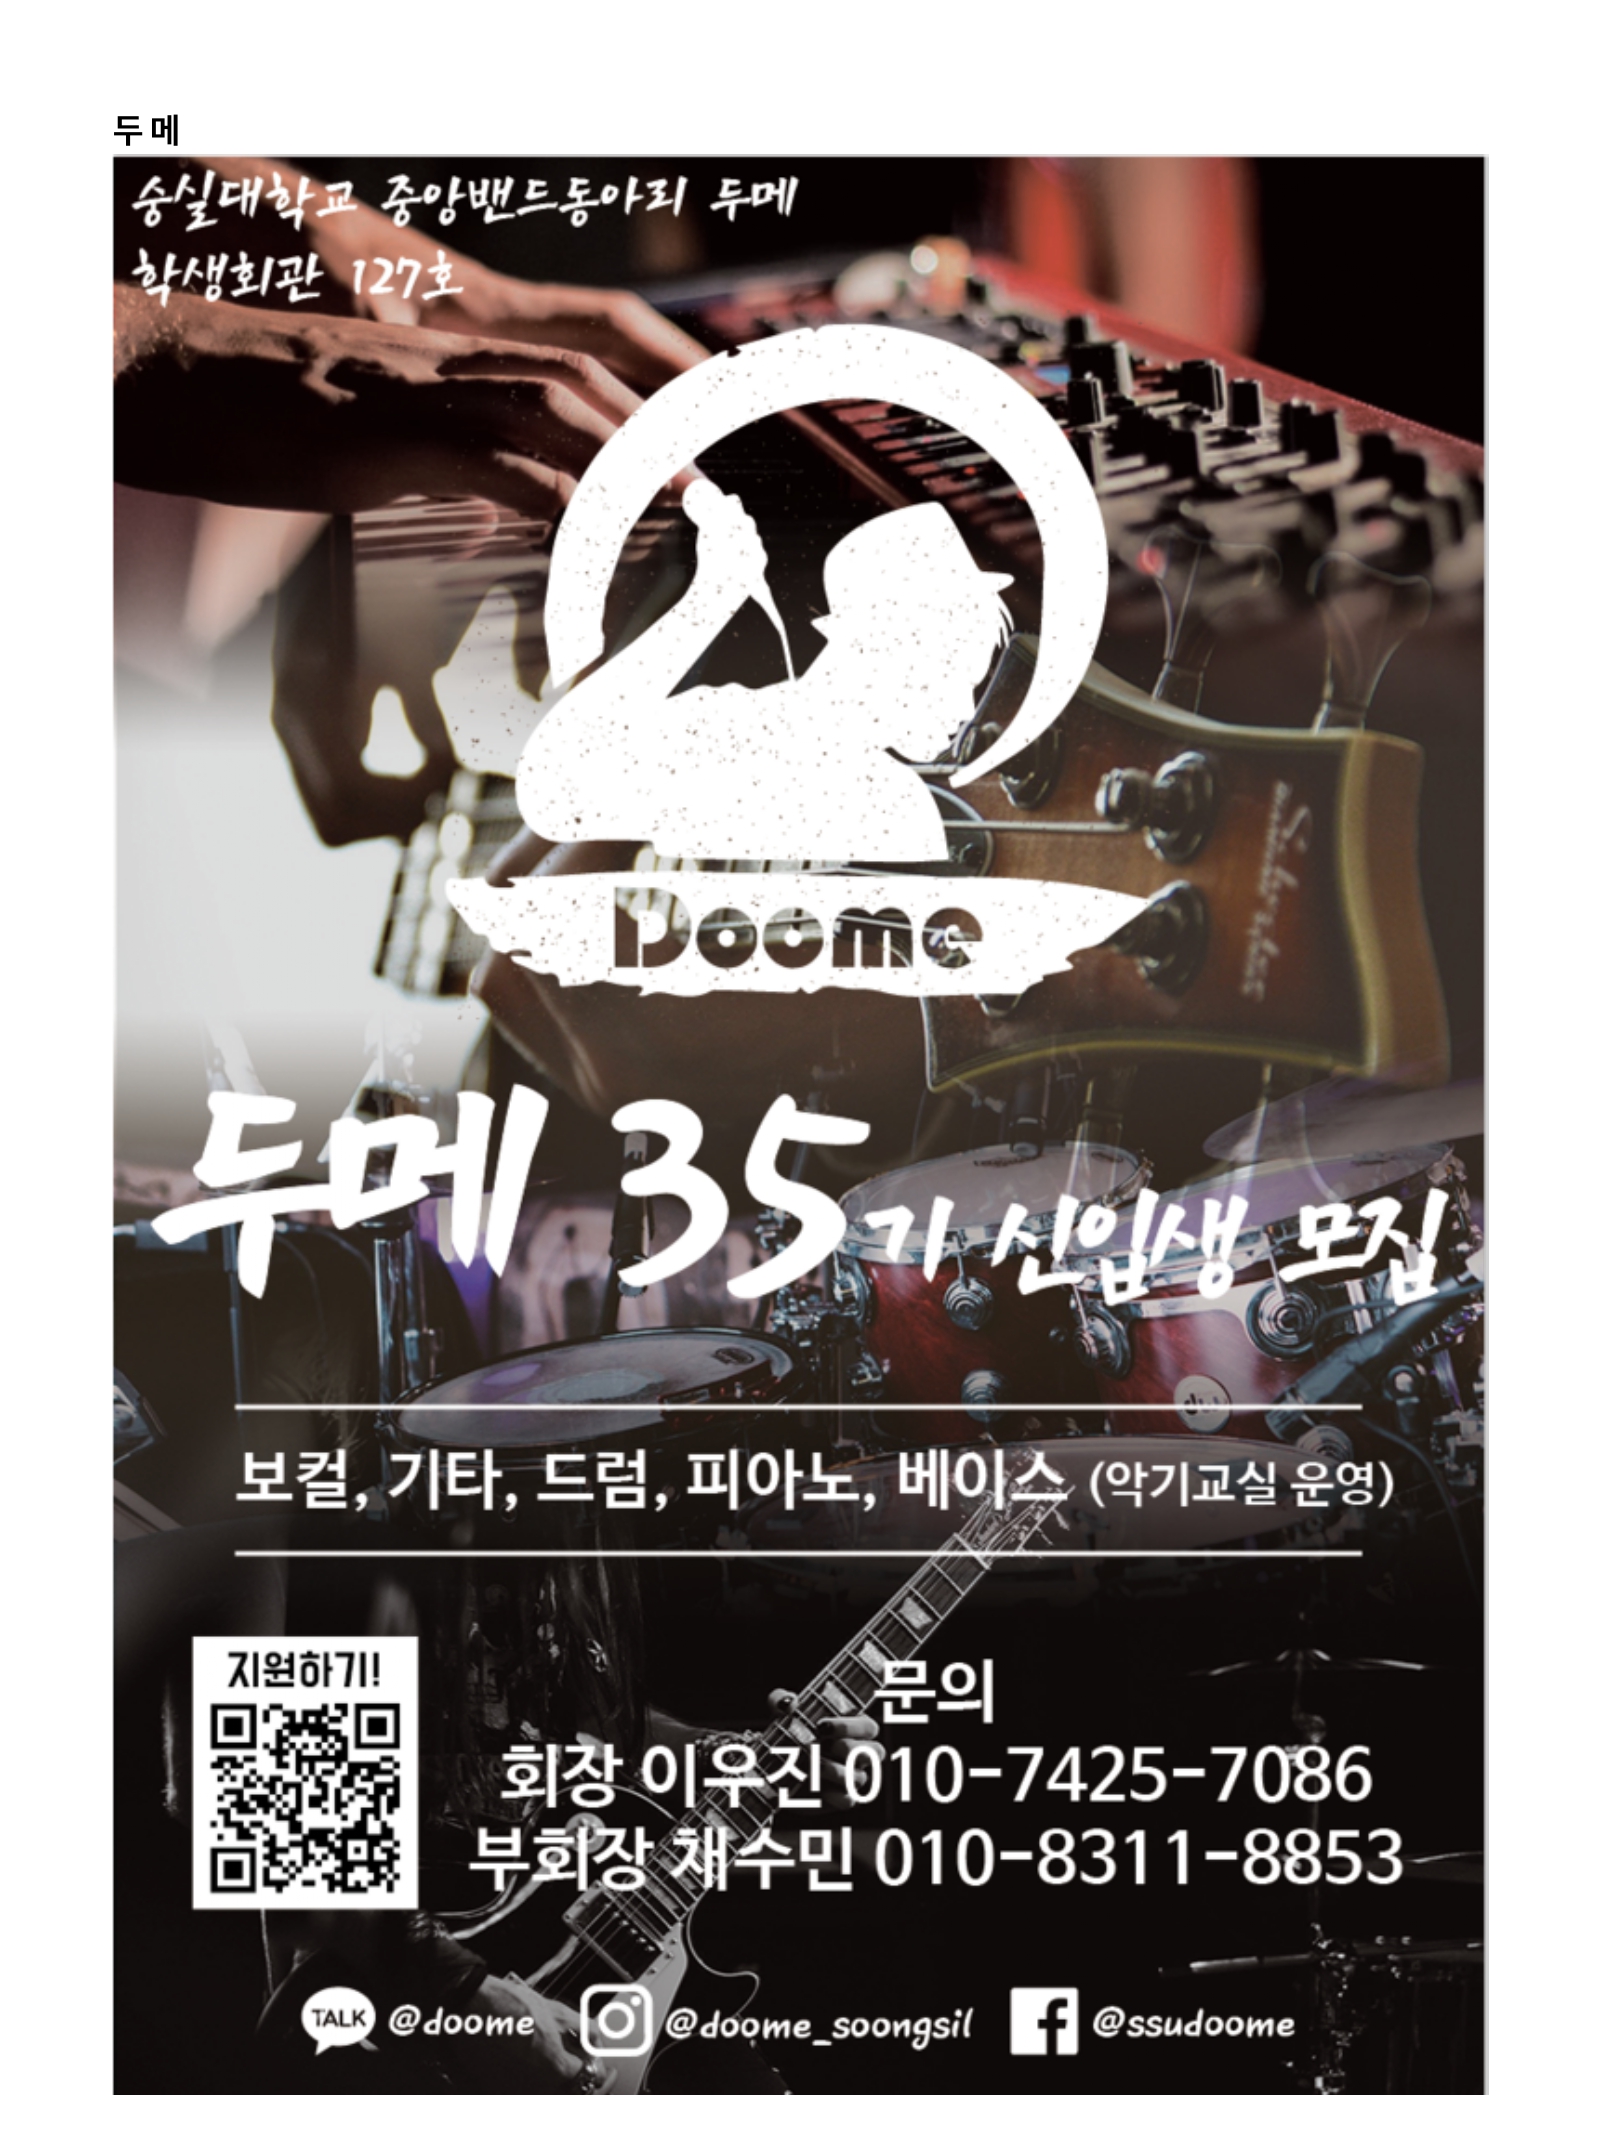 두메
숭실대학교 중앙밴드동아리 두메
학생회관 127호
Doome
두메 35기 신입생 모집
보컬, 기타, 드럼, 피아노, 베이스 (악기교실 운영)
지원하기!
문의
회장 이우진 010-7425-7086
부회장 채수민 010-8311-8853
TALK @doome @doome_soongsil @ssudoome